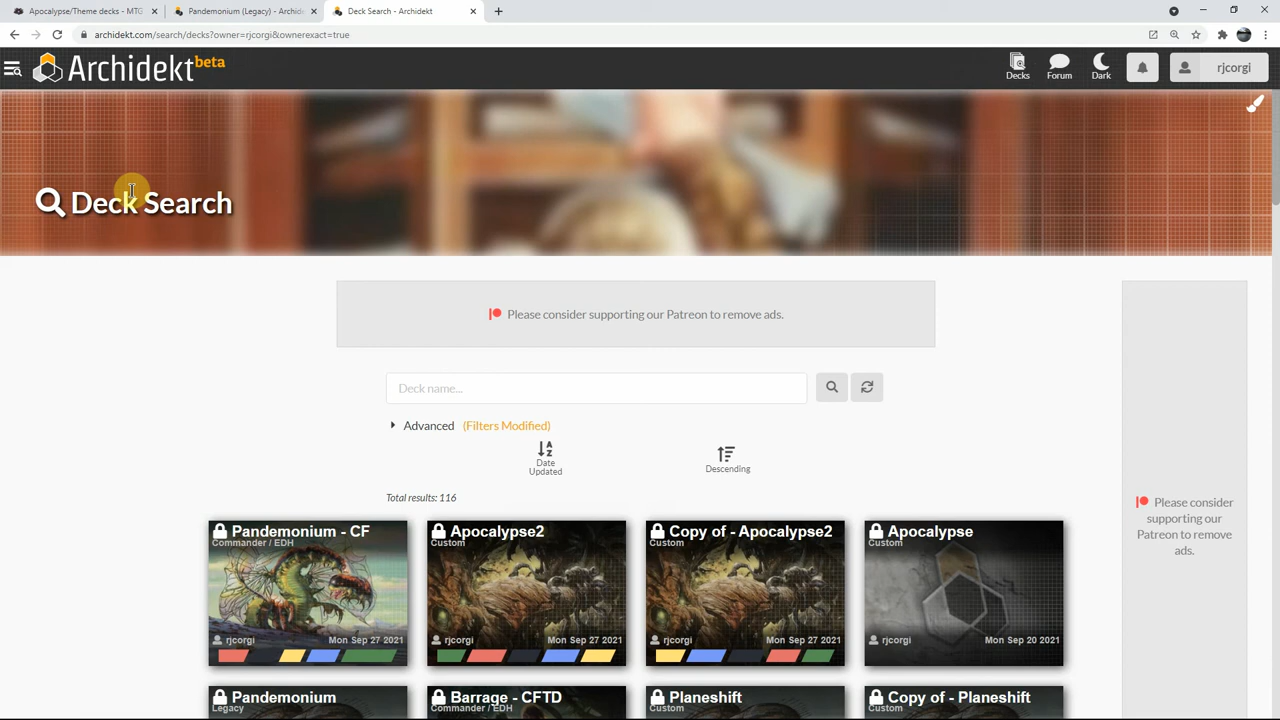 Apocalypse/Theme decks - MTG
Pandemonium (Legacy) - Archide
Deck Search - Archidekt
archidekt.com/search/decks?owner=rjcorgi&ownerexact=true
Archidekt beta
Decks
Forum
Dark
rjcorgi
Deck Search
Please consider supporting our Patreon to remove ads.
Deck name...
Advanced (Filters Modified)
Date
Updated
Descending
Total results: 116
Please consider
supporting our
Patreon to remove
ads.
Pandemonium - CF
Commander / EDH
rjcorgi
Mon Sep 27 2021
Apocalypse2
Custom
rjcorgi
Mon Sep 27 2021
Copy of - Apocalypse2
Custom
rjcorgi
Mon Sep 27 2021
Apocalypse
Custom
rjcorgi
Mon Sep 20 2021
Pandemonium
Legacy
Barrage - CFTD
Commander / EDH
Planeshift
Custom
Copy of - Planeshift
Custom